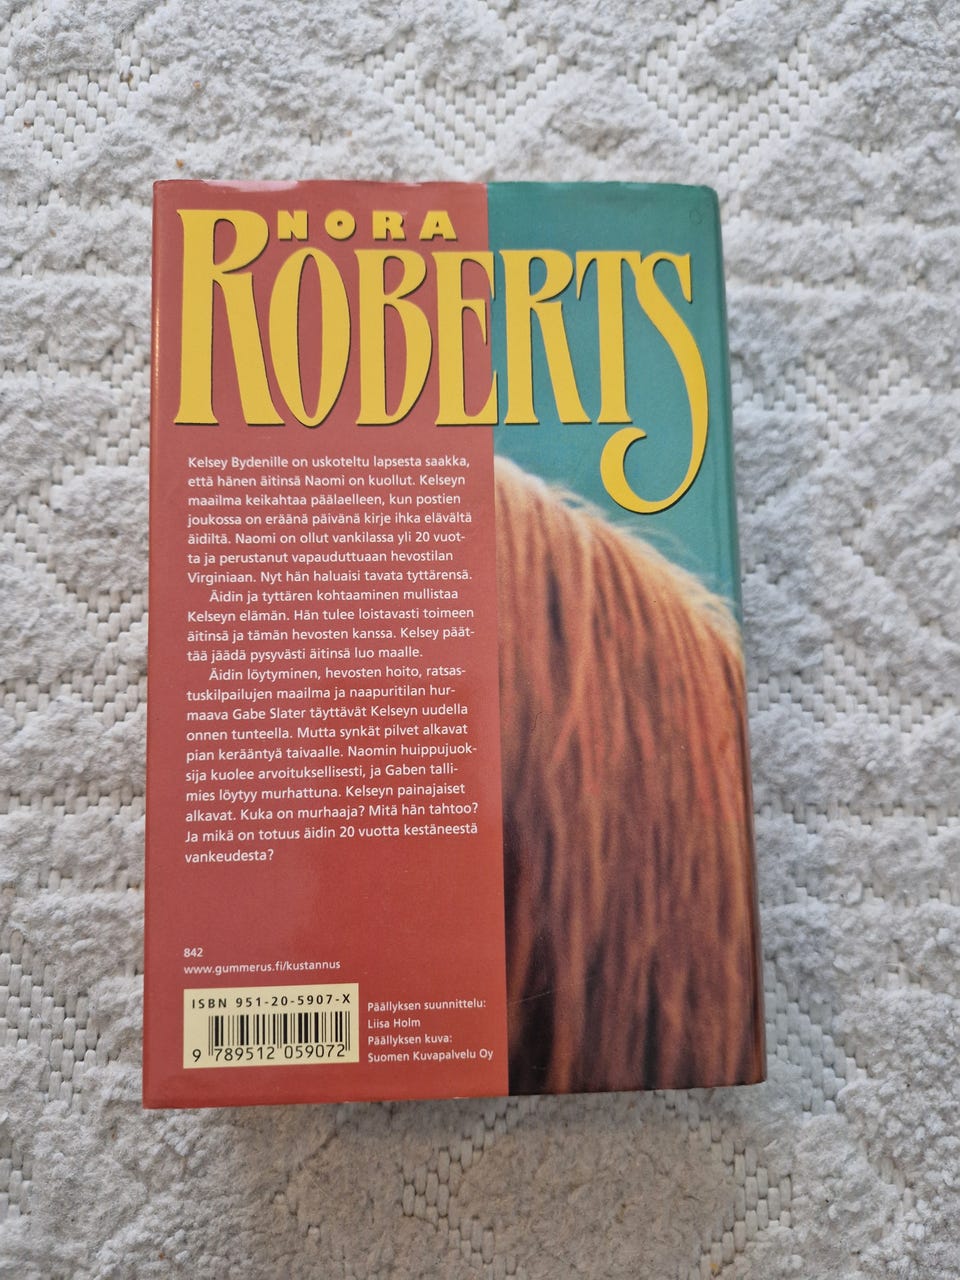 NORA
ROBERTS
Kelsey Bydenille on uskoteltu lapsesta saakka,
että hänen äitinsä Naomi on kuollut. Kelseyn
maailma keikahtaa päälaelleen, kun postien
joukossa on eräänä päivänä kirje ihka elävältä
äidiltä. Naomi on ollut vankilassa yli 20 vuot-
ta ja perustanut vapauduttuaan hevostilan
Virginiaan. Nyt hän haluaisi tavata tyttärensä.
Äidin ja tyttären kohtaaminen mullistaa
Kelseyn elämän. Hän tulee loistavasti toimeen
äitinsä ja tämän hevosten kanssa. Kelsey päät-
tää jäädä pysyvästi äitinsä luo maalle.
Äidin löytyminen, hevosten hoito, ratsas-
tuskilpailujen maailma ja naapuritilan hur-
maava Gabe Slater täyttävät Kelseyn uudella
onnen tunteella. Mutta synkät pilvet alkavat
pian kerääntyä taivaalle. Naomin huippujuok-
sija kuolee arvoituksellisesti, ja Gaben talli-
mies löytyy murhattuna. Kelseyn painajaiset
alkavat. Kuka on murhaaja? Mitä hän tahtoo?
Ja mikä on totuus äidin 20 vuotta kestäneestä
vankeudesta?
842
www.gummerus.fi/kustannus
ISBN 951-20-5907-X
9 789512 059072
Päällyksen suunnittelu:
Liisa Holm
Päällyksen kuva:
Suomen Kuvapalvelu Oy